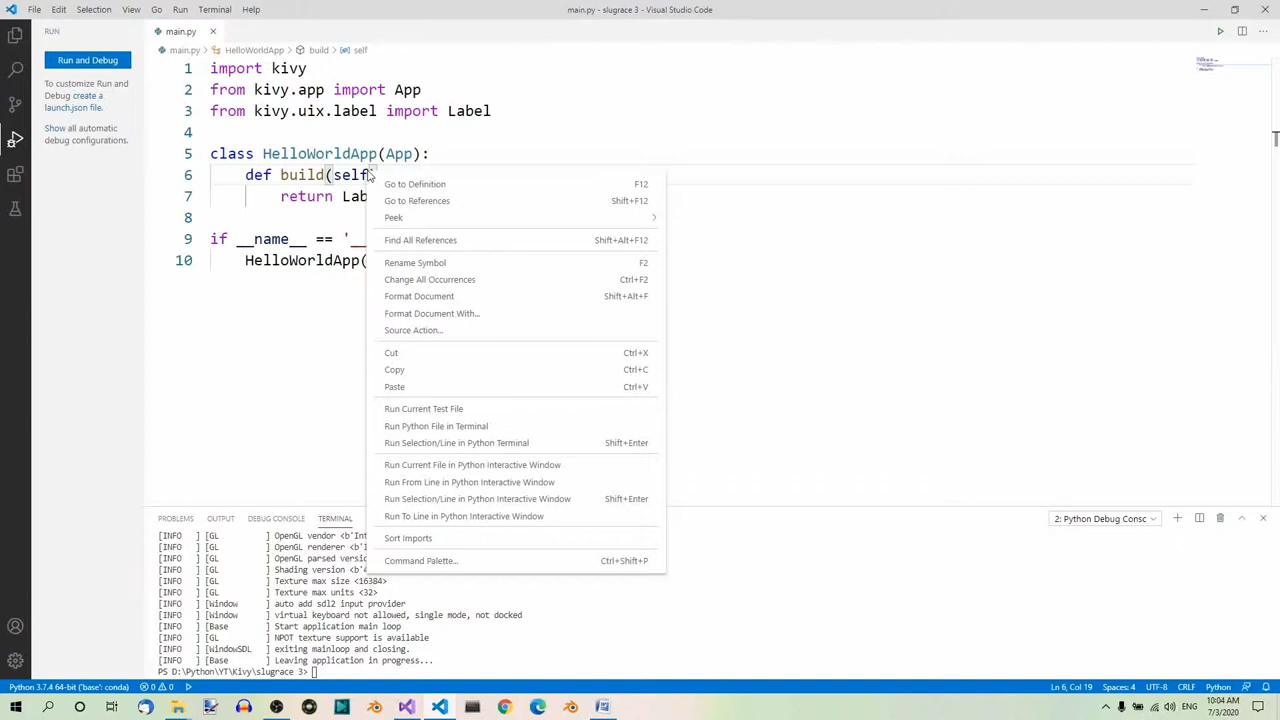 File Edit Selection View Go Run Terminal Help
main.py - slugrace 3 - Visual Studio Code
RUN
main.py
Run and Debug
To customize Run and
Debug create a
launch.json file.
Show all automatic
debug configurations.
main.py > HelloWorldApp > build > self
1 import kivy
2 from kivy.app import App
3 from kivy.uix.label import Label
4
5 class HelloWorldApp(App):
6 def build(self
7 return Lab
8
9 if __name__ == '__
10 HelloWorldApp(
Go to Definition F12
Go to References Shift+F12
Peek
Find All References Shift+Alt+F12
Rename Symbol F2
Change All Occurrences Ctrl+F2
Format Document Shift+Alt+F
Format Document With...
Source Action...
Cut Ctrl+X
Copy Ctrl+C
Paste Ctrl+V
Run Current Test File
Run Python File in Terminal
Run Selection/Line in Python Terminal Shift+Enter
Run Current File in Python Interactive Window
Run From Line in Python Interactive Window
Run Selection/Line in Python Interactive Window Shift+Enter
Run To Line in Python Interactive Window
Sort Imports
Command Palette... Ctrl+Shift+P
PROBLEMS OUTPUT DEBUG CONSOLE TERMINAL
2: Python Debug Consc
[INFO ] [GL ] OpenGL vendor <b'Int
[INFO ] [GL ] OpenGL renderer <b'I
[INFO ] [GL ] OpenGL parsed versio
[INFO ] [GL ] Shading version <b'4
[INFO ] [GL ] Texture max size <16384>
[INFO ] [GL ] Texture max units <32>
[INFO ] [Window ] auto add sdl2 input provider
[INFO ] [Window ] virtual keyboard not allowed, single mode, not docked
[INFO ] [Base ] Start application main loop
[INFO ] [GL ] NPOT texture support is available
[INFO ] [WindowSDL ] exiting mainloop and closing.
[INFO ] [Base ] Leaving application in progress...
PS D:\Python\YT\Kivy\slugrace 3>
Python 3.7.4 64-bit ('base': conda) 0 0
Ln 6, Col 19 Spaces: 4 UTF-8 CRLF Python
10:04 AM
7/3/2020